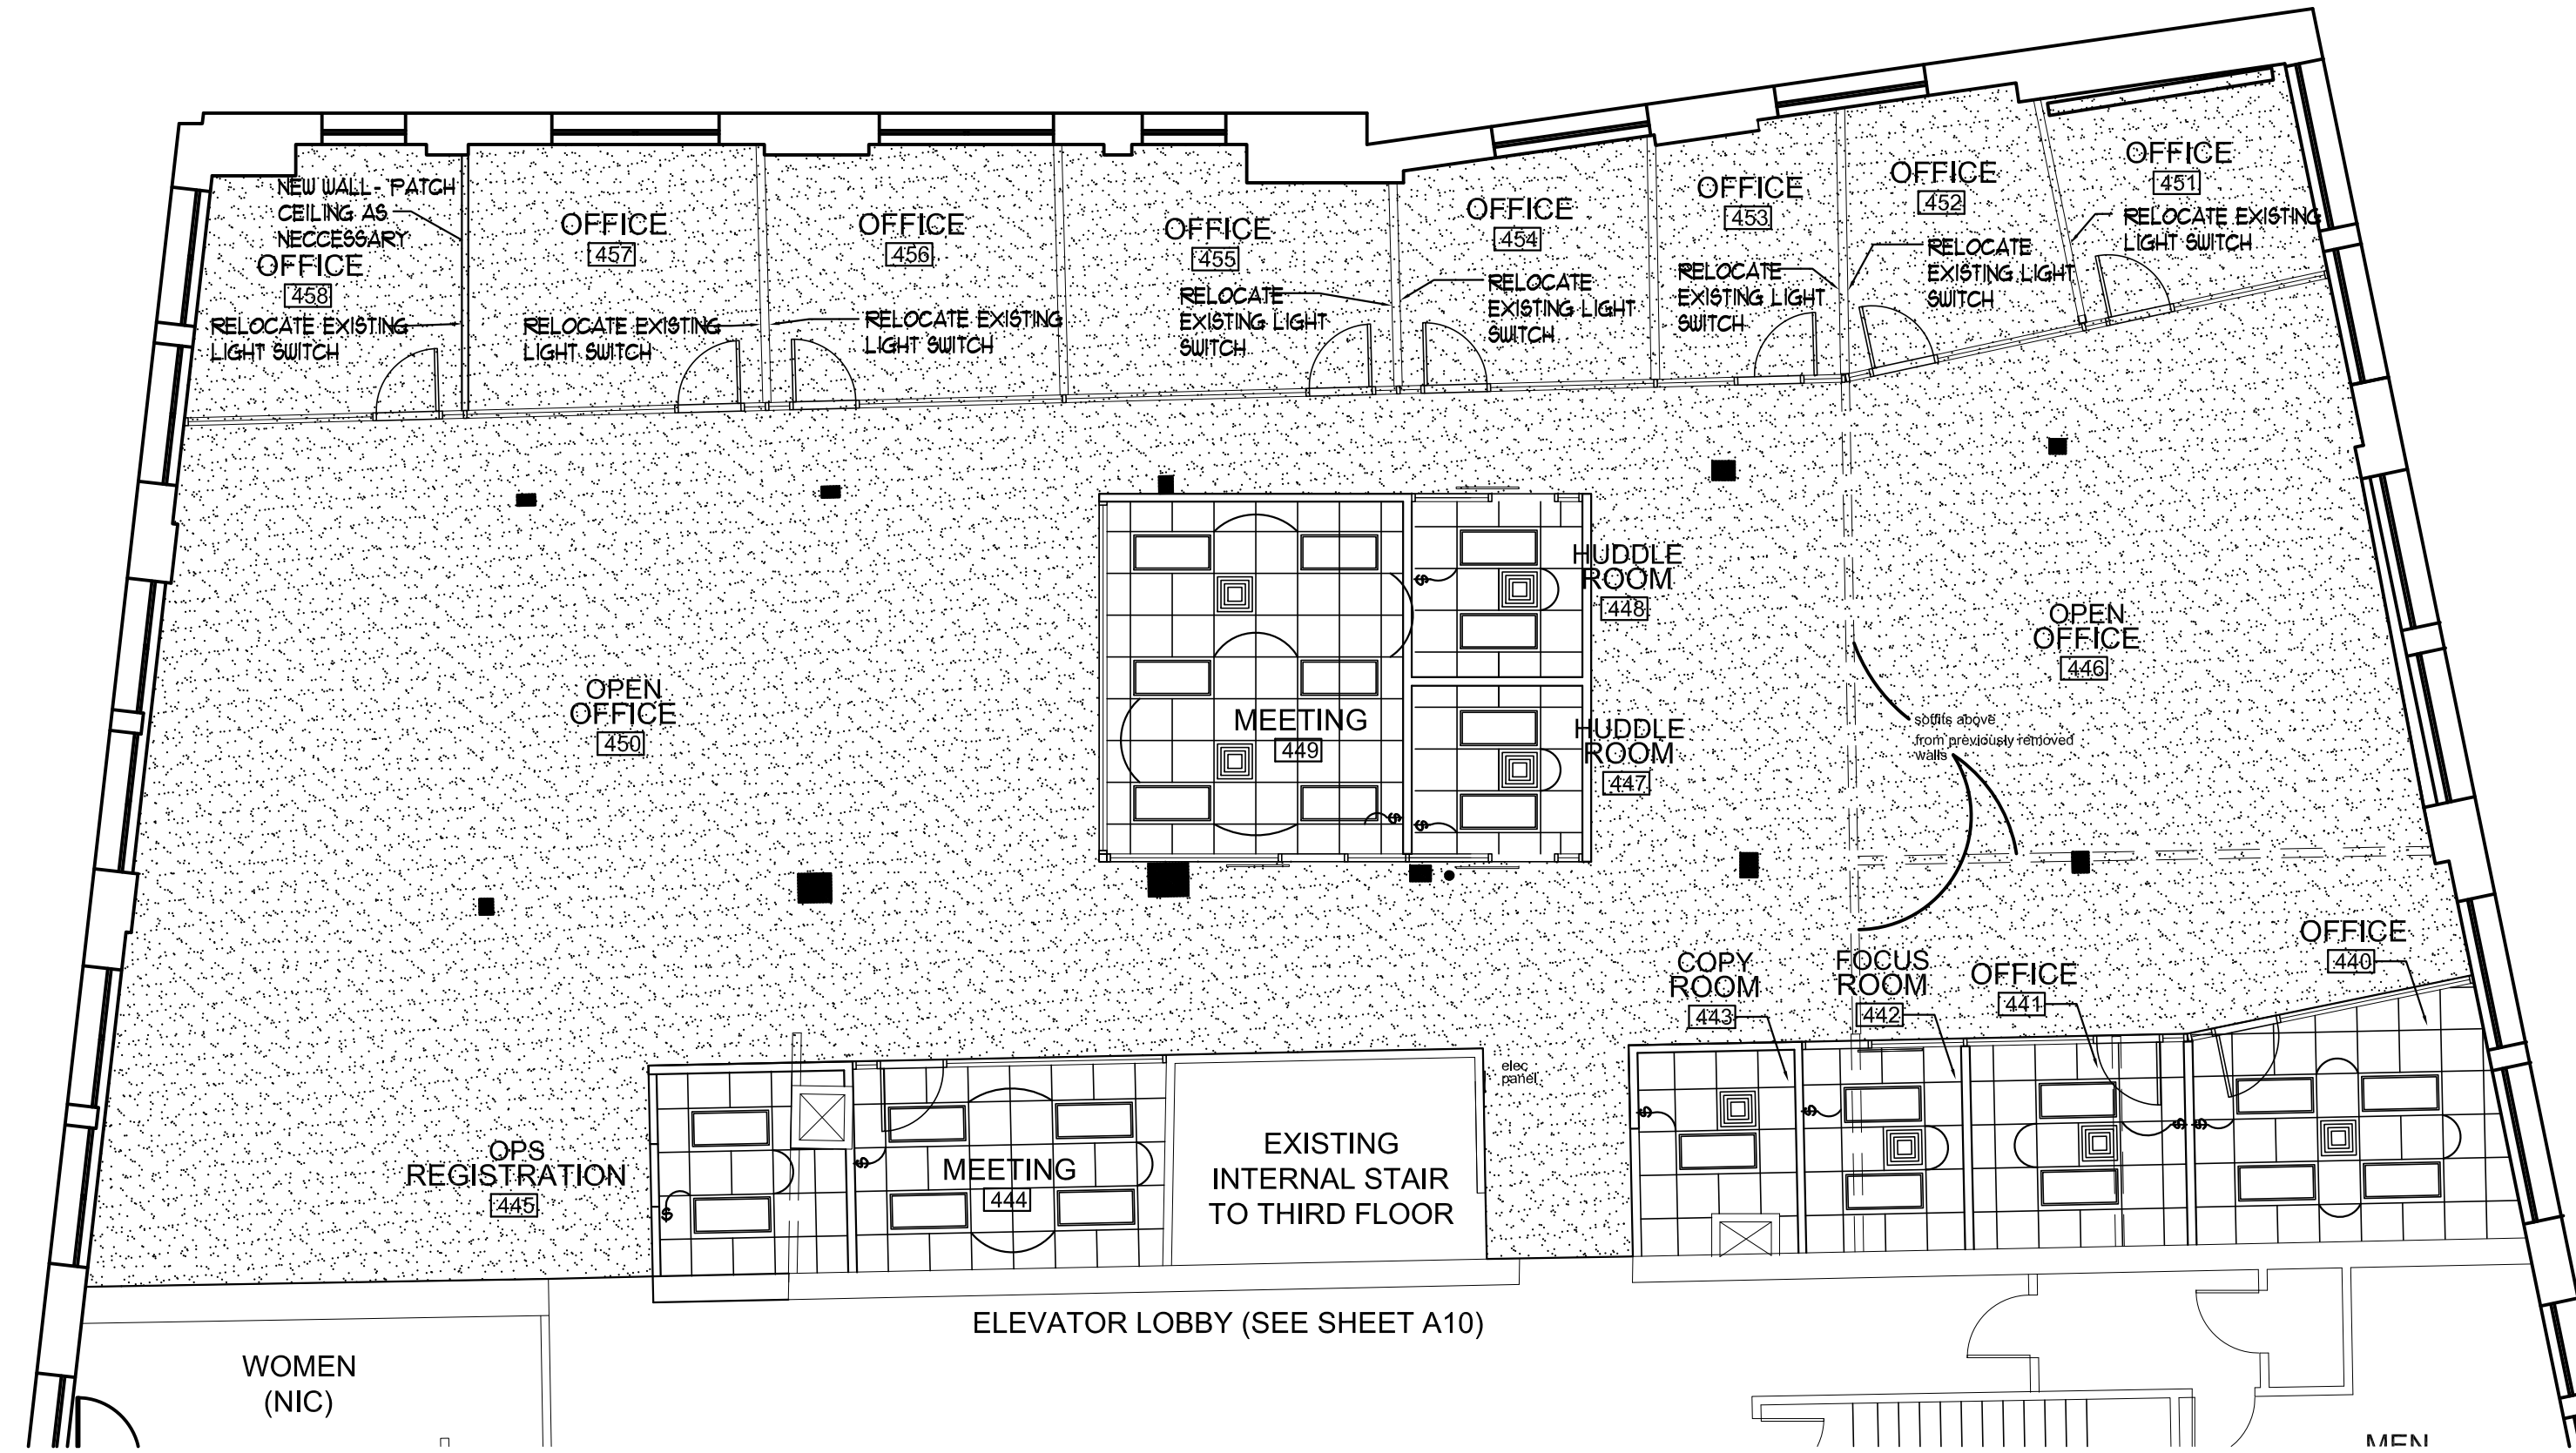 OFFICE
451
RELOCATE EXISTING
LIGHT SWITCH
OFFICE
452
RELOCATE
EXISTING LIGHT
SWITCH
OFFICE
453
RELOCATE
EXISTING LIGHT
SWITCH
OFFICE
454
RELOCATE
EXISTING LIGHT
SWITCH
OFFICE
455
RELOCATE
EXISTING LIGHT
SWITCH
OFFICE
456
RELOCATE EXISTING
LIGHT SWITCH
OFFICE
457
RELOCATE EXISTING
LIGHT SWITCH
NEW WALL - PATCH
CEILING AS
NECCESSARY
OFFICE
458
RELOCATE EXISTING
LIGHT SWITCH
HUDDLE
ROOM
448
$
OPEN
OFFICE
446
OPEN
OFFICE
450
MEETING
449
$
HUDDLE
ROOM
447
$
soffits above
from previously removed
walls
OFFICE
440
COPY
ROOM
443
FOCUS
ROOM
442
OFFICE
441
elec
panel
$
$
$
$
OPS
REGISTRATION
445
$
$
MEETING
444
EXISTING
INTERNAL STAIR
TO THIRD FLOOR
ELEVATOR LOBBY (SEE SHEET A10)
WOMEN
(NIC)
MEN